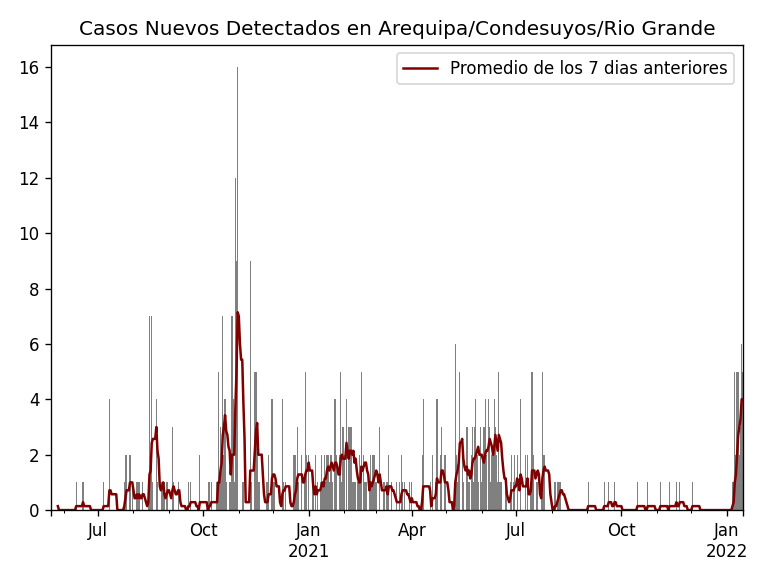 Casos Nuevos Detectados en Arequipa/Condesuyos/Rio Grande
Promedio de los 7 dias anteriores
16
14
12
10
8
6
4
2
0
Jul
Oct
Jan
2021
Apr
Jul
Oct
Jan
2022